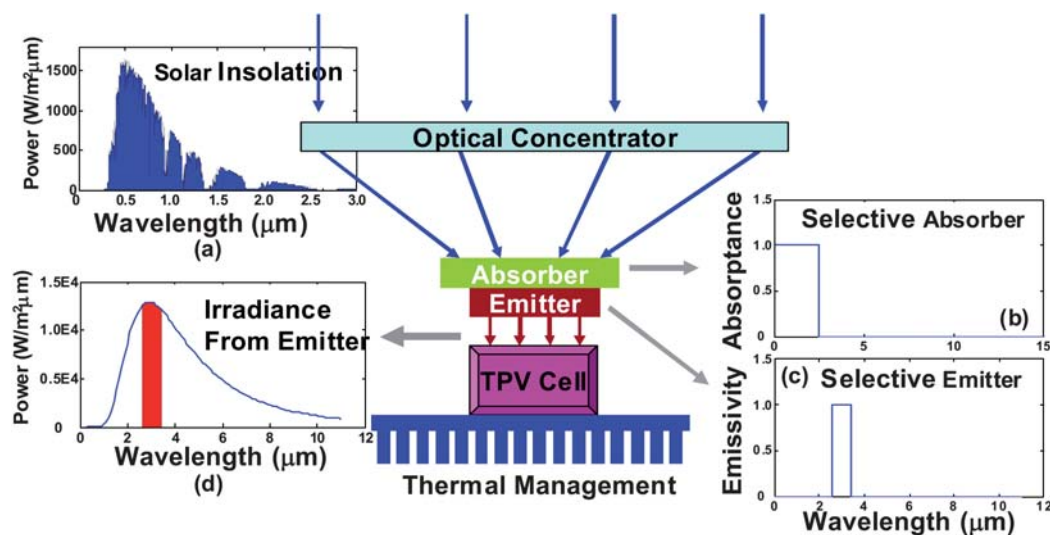 Solar Insolation
Power (W/m²μm)
1500
1000
500
0
0.5
1.0
1.5
2.0
2.5
3.0
Wavelength (μm)
(a)
Optical Concentrator
Absorber
Emitter
TPV Cell
Thermal Management
Irradiance
From Emitter
Power (W/m²μm)
1.5E4
1.0E4
0.5E4
0
0
2
4
6
8
10
12
Wavelength (μm)
(d)
Selective Absorber
Absorptance
1.5
1.0
0.5
0
0
5
10
15
(b)
(c)
Selective Emitter
Emissivity
1.5
1.0
0.5
0
0
2
4
6
8
10
12
Wavelength (μm)